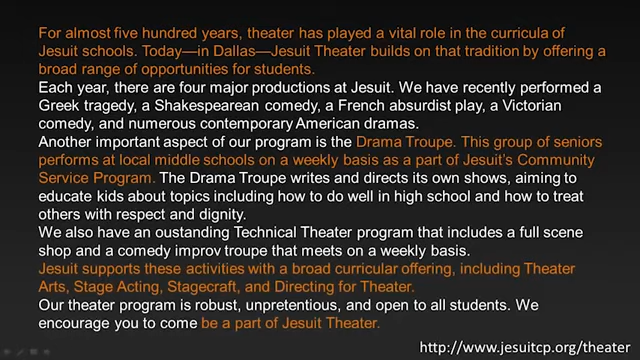 For almost five hundred years, theater has played a vital role in the curricula of
Jesuit schools. Today—in Dallas—Jesuit Theater builds on that tradition by offering a
broad range of opportunities for students.
Each year, there are four major productions at Jesuit. We have recently performed a
Greek tragedy, a Shakespearean comedy, a French absurdist play, a Victorian
comedy, and numerous contemporary American dramas.
Another important aspect of our program is the Drama Troupe. This group of seniors
performs at local middle schools on a weekly basis as a part of Jesuit's Community
Service Program. The Drama Troupe writes and directs its own shows, aiming to
educate kids about topics including how to do well in high school and how to treat
others with respect and dignity.
We also have an oustanding Technical Theater program that includes a full scene
shop and a comedy improv troupe that meets on a weekly basis.
Jesuit supports these activities with a broad curricular offering, including Theater
Arts, Stage Acting, Stagecraft, and Directing for Theater.
Our theater program is robust, unpretentious, and open to all students. We
encourage you to come be a part of Jesuit Theater.
http://www.jesuitcp.org/theater